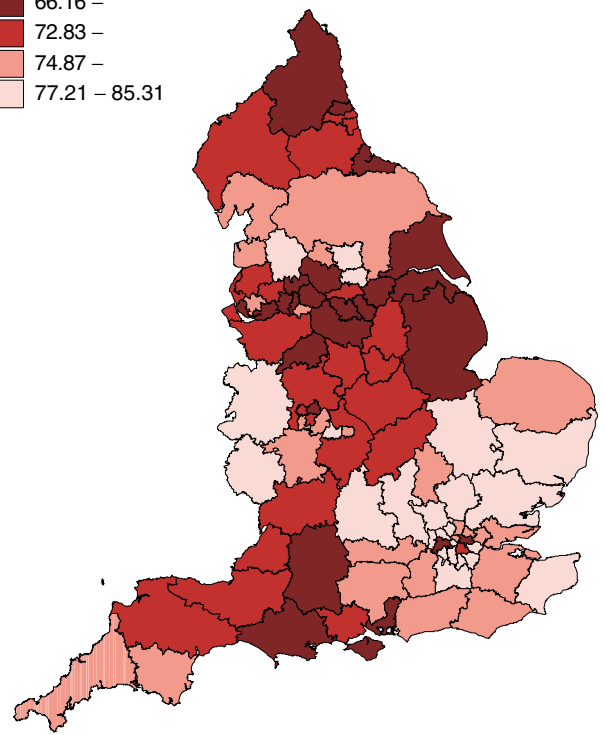 66.16 –
72.83 –
74.87 –
77.21 – 85.31